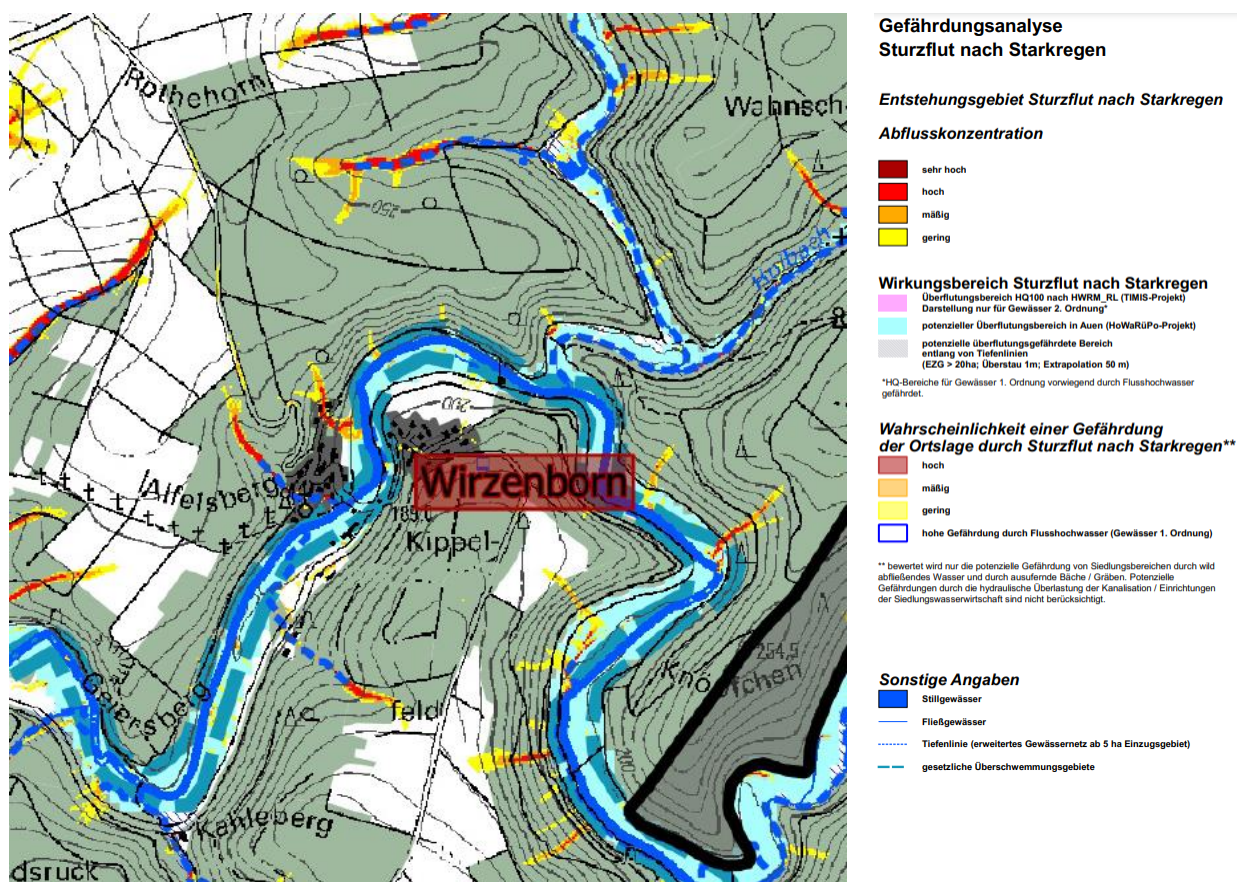 Rothehorn
Wahnsch-
250
Holbach
200
Alfelsberg
Wirzenborn
185,0
Kippel-
254,5
Knöpfchen
Geiersberg
feld
200
Kahleberg
dsruck
Gefährdungsanalyse
Sturzflut nach Starkregen
Entstehungsgebiet Sturzflut nach Starkregen
Abflusskonzentration
sehr hoch
hoch
mäßig
gering
Wirkungsbereich Sturzflut nach Starkregen
Überflutungsbereich HQ100 nach HWRM_RL (TIMIS-Projekt)
Darstellung nur für Gewässer 2. Ordnung*
potenzieller Überflutungsbereich in Auen (HoWaRüPo-Projekt)
potenzielle überflutungsgefährdete Bereich
entlang von Tiefenlinien
(EZG > 20ha; Überstau 1m; Extrapolation 50 m)
*HQ-Bereiche für Gewässer 1. Ordnung vorwiegend durch Flusshochwasser
gefährdet.
Wahrscheinlichkeit einer Gefährdung
der Ortslage durch Sturzflut nach Starkregen**
hoch
mäßig
gering
hohe Gefährdung durch Flusshochwasser (Gewässer 1. Ordnung)
** bewertet wird nur die potenzielle Gefährdung von Siedlungsbereichen durch wild
abfließendes Wasser und durch ausufernde Bäche / Gräben. Potenzielle
Gefährdungen durch die hydraulische Überlastung der Kanalisation / Einrichtungen
der Siedlungswasserwirtschaft sind nicht berücksichtigt.
Sonstige Angaben
Stillgewässer
Fließgewässer
Tiefenlinie (erweitertes Gewässernetz ab 5 ha Einzugsgebiet)
gesetzliche Überschwemmungsgebiete